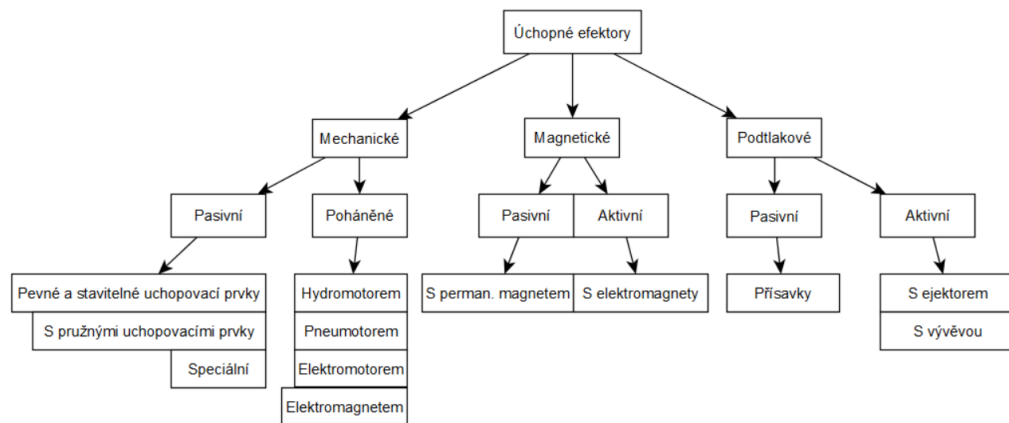 Úchopné efektory
Mechanické
Magnetické
Podtlakové
Pasivní
Poháněné
Pasivní
Aktivní
Pasivní
Aktivní
Pevné a stavitelné uchopovací prvky
S pružnými uchopovacími prvky
Speciální
Hydromotorem
Pneumotorem
Elektromotorem
Elektromagnetem
S perman. magnetem
S elektromagnety
Přísavky
S ejektorem
S vývěvou